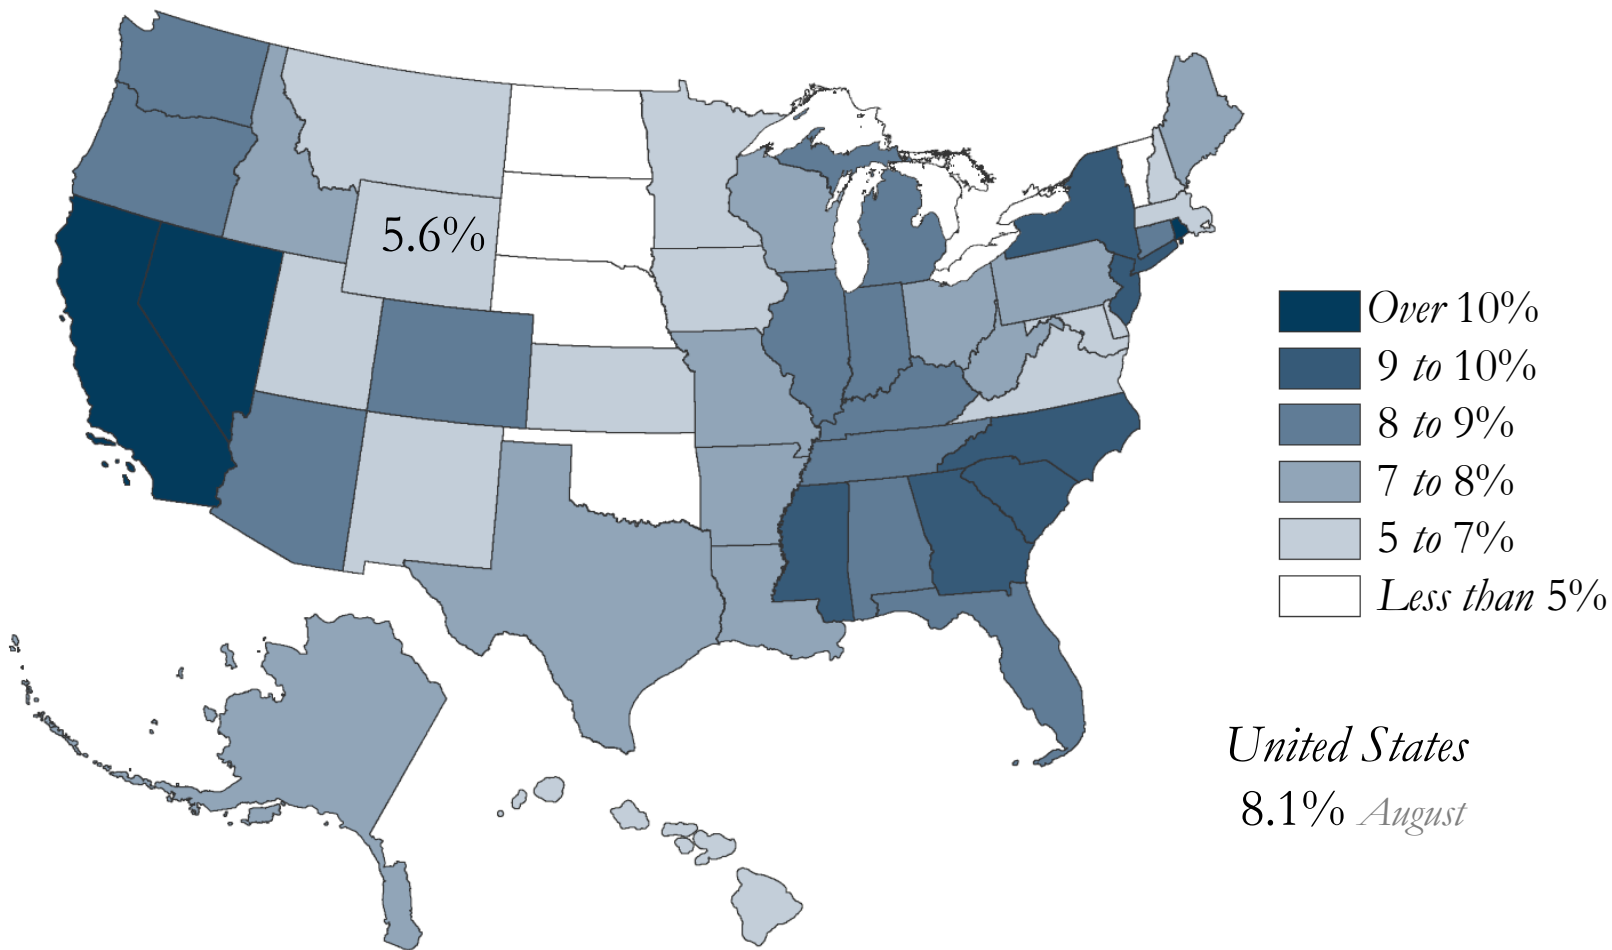 5.6%
Over 10%
9 to 10%
8 to 9%
7 to 8%
5 to 7%
Less than 5%
United States
8.1% August